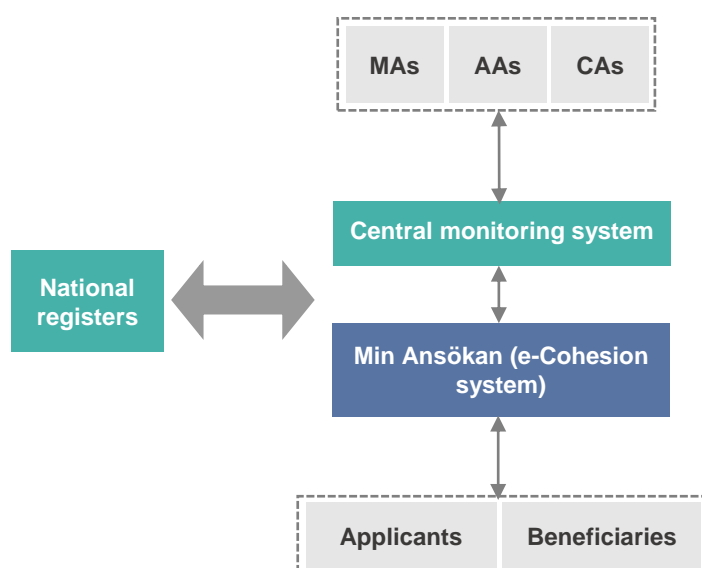 MAs AAs CAs
Central monitoring system
National
registers
Min Ansökan (e-Cohesion
system)
Applicants Beneficiaries